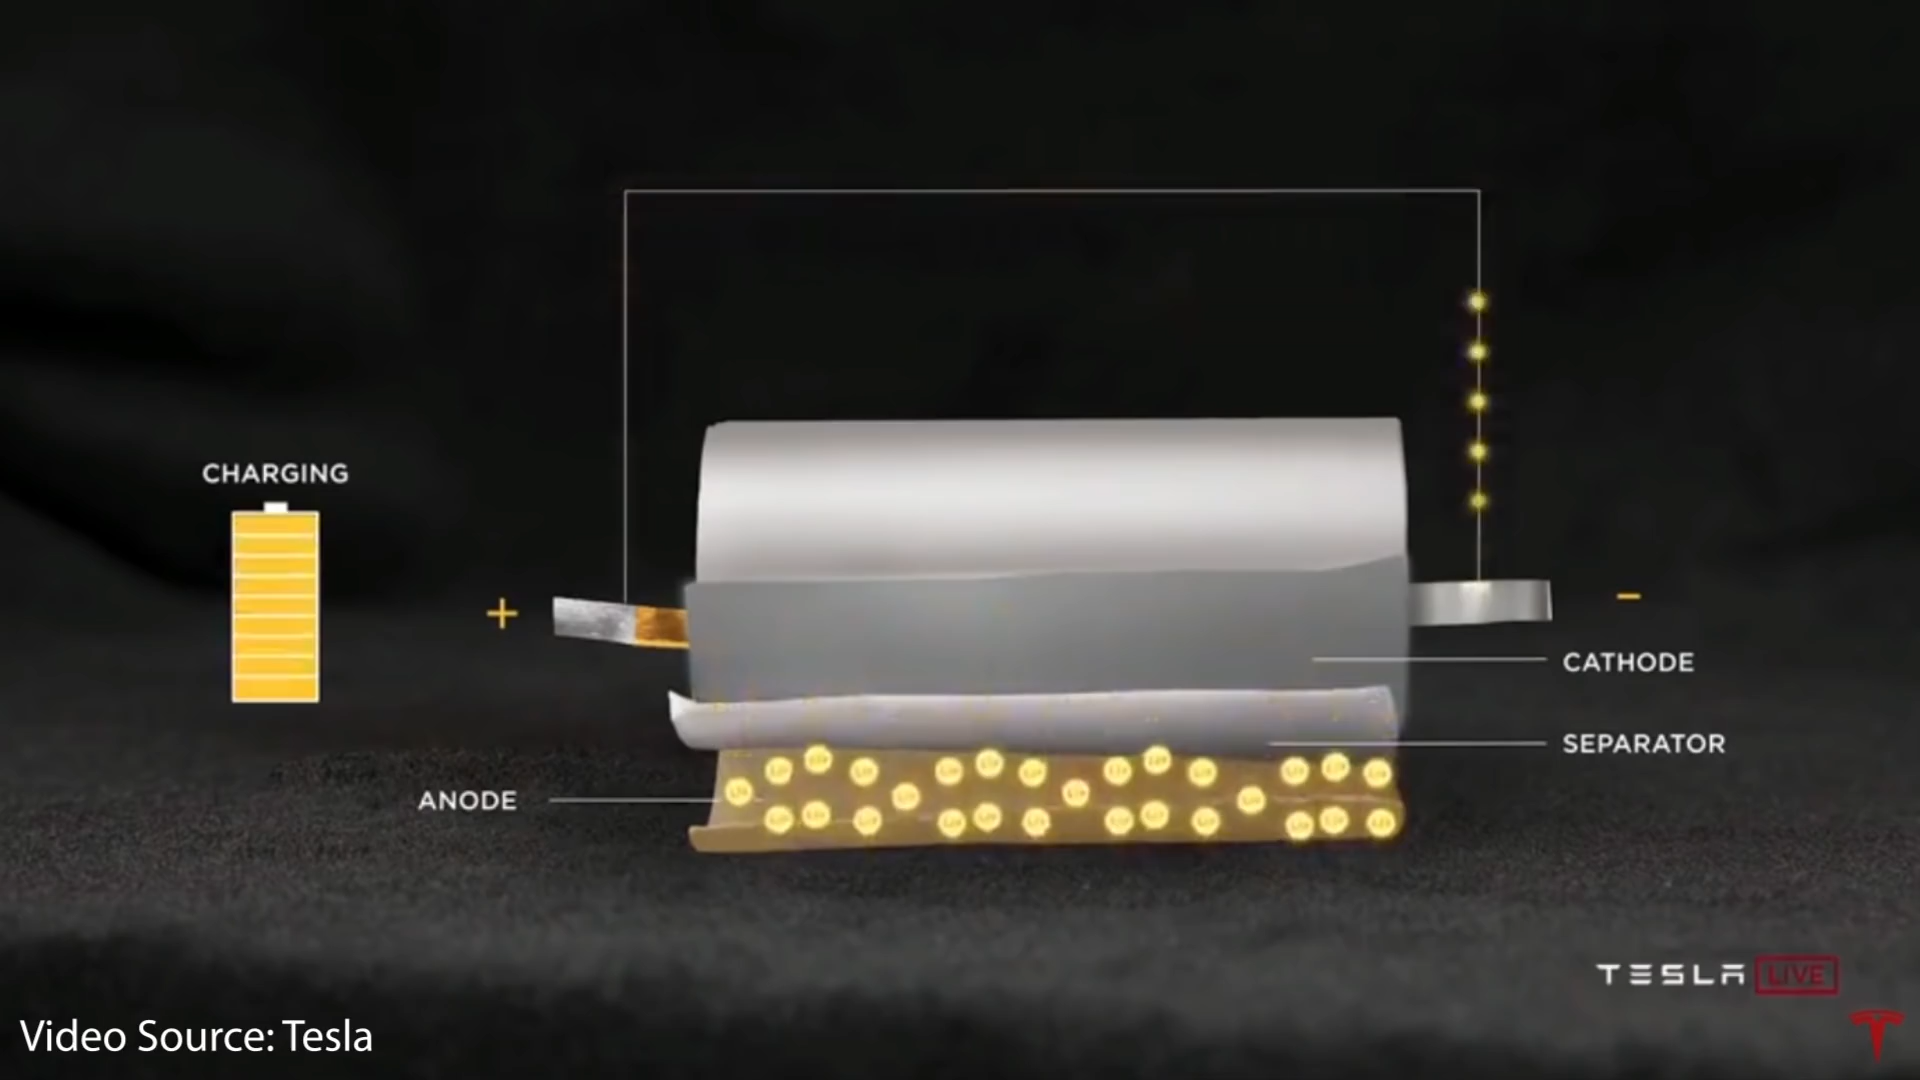 CHARGING
+
−
CATHODE
SEPARATOR
ANODE
TESLA LIVE
Video Source: Tesla